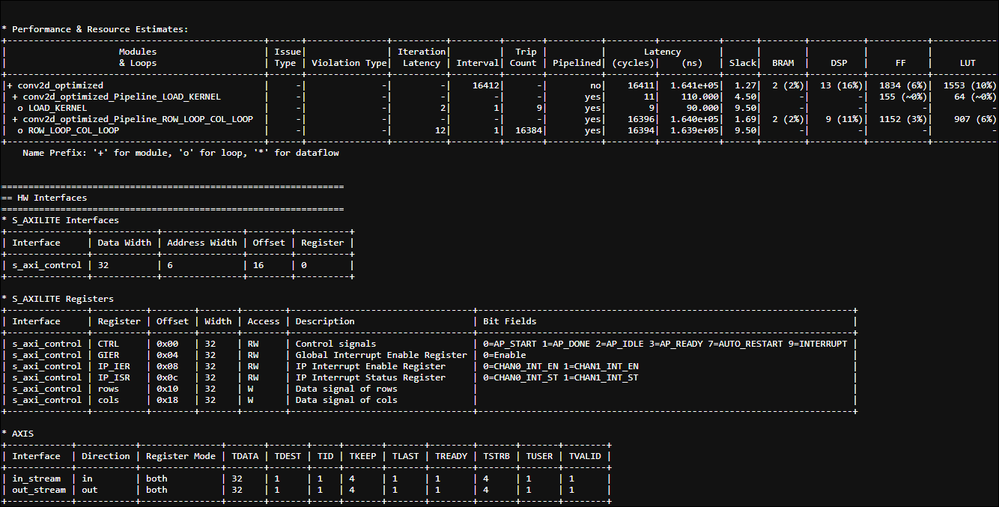 * Performance & Resource Estimates:
+------------------------------------------------+------+----------------+-----------+----------+-------+-----------+---------+-----------+------+--------+----------+-----------+------------
| Modules | Issue| | Iteration| | Trip | | Latency | | | | | |
| & Loops | Type | Violation Type| Latency | Interval| Count | Pipelined| (cycles)| (ns) | Slack| BRAM | DSP | FF | LUT
+------------------------------------------------+------+----------------+-----------+----------+-------+-----------+---------+-----------+------+--------+----------+-----------+------------
|+ conv2d_optimized | -| -| -| 16412| -| no| 16411| 1.641e+05| 1.27| 2 (2%)| 13 (16%)| 1834 (6%)| 1553 (10%)
| + conv2d_optimized_Pipeline_LOAD_KERNEL | -| -| -| -| -| yes| 11| 110.000| 4.50| -| -| 155 (~0%)| 64 (~0%)
| o LOAD_KERNEL | -| -| 2| 1| 9| yes| 9| 90.000| 9.50| -| -| -| -
| + conv2d_optimized_Pipeline_ROW_LOOP_COL_LOOP | -| -| -| -| -| yes| 16396| 1.640e+05| 1.69| 2 (2%)| 9 (11%)| 1152 (3%)| 907 (6%)
| o ROW_LOOP_COL_LOOP | -| -| 12| 1| 16384| yes| 16394| 1.639e+05| 9.50| -| -| -| -
+------------------------------------------------+------+----------------+-----------+----------+-------+-----------+---------+-----------+------+--------+----------+-----------+------------
Name Prefix: '+' for module, 'o' for loop, '*' for dataflow
================================================================
== HW Interfaces
================================================================
* S_AXILITE Interfaces
+---------------+------------+---------------+--------+----------+
| Interface | Data Width | Address Width | Offset | Register |
+---------------+------------+---------------+--------+----------+
| s_axi_control | 32 | 6 | 16 | 0 |
+---------------+------------+---------------+--------+----------+
* S_AXILITE Registers
+---------------+----------+--------+-------+--------+----------------------------------+----------------------------------------------------------------------+
| Interface | Register | Offset | Width | Access | Description | Bit Fields |
+---------------+----------+--------+-------+--------+----------------------------------+----------------------------------------------------------------------+
| s_axi_control | CTRL | 0x00 | 32 | RW | Control signals | 0=AP_START 1=AP_DONE 2=AP_IDLE 3=AP_READY 7=AUTO_RESTART 9=INTERRUPT |
| s_axi_control | GIER | 0x04 | 32 | RW | Global Interrupt Enable Register | 0=Enable |
| s_axi_control | IP_IER | 0x08 | 32 | RW | IP Interrupt Enable Register | 0=CHAN0_INT_EN 1=CHAN1_INT_EN |
| s_axi_control | IP_ISR | 0x0c | 32 | RW | IP Interrupt Status Register | 0=CHAN0_INT_ST 1=CHAN1_INT_ST |
| s_axi_control | rows | 0x10 | 32 | W | Data signal of rows | |
| s_axi_control | cols | 0x18 | 32 | W | Data signal of cols | |
+---------------+----------+--------+-------+--------+----------------------------------+----------------------------------------------------------------------+
* AXIS
+------------+-----------+---------------+-------+-------+-----+-------+-------+--------+-------+-------+--------+
| Interface | Direction | Register Mode | TDATA | TDEST | TID | TKEEP | TLAST | TREADY | TSTRB | TUSER | TVALID |
+------------+-----------+---------------+-------+-------+-----+-------+-------+--------+-------+-------+--------+
| in_stream | in | both | 32 | 1 | 1 | 4 | 1 | 1 | 4 | 1 | 1 |
| out_stream | out | both | 32 | 1 | 1 | 4 | 1 | 1 | 4 | 1 | 1 |
+------------+-----------+---------------+-------+-------+-----+-------+-------+--------+-------+-------+--------+